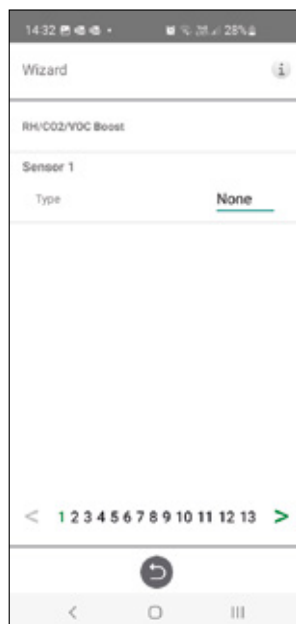 14:32 28%
Wizard i
RH/CO2/VOC Boost
Sensor 1
Type None
< 1 2 3 4 5 6 7 8 9 10 11 12 13 >